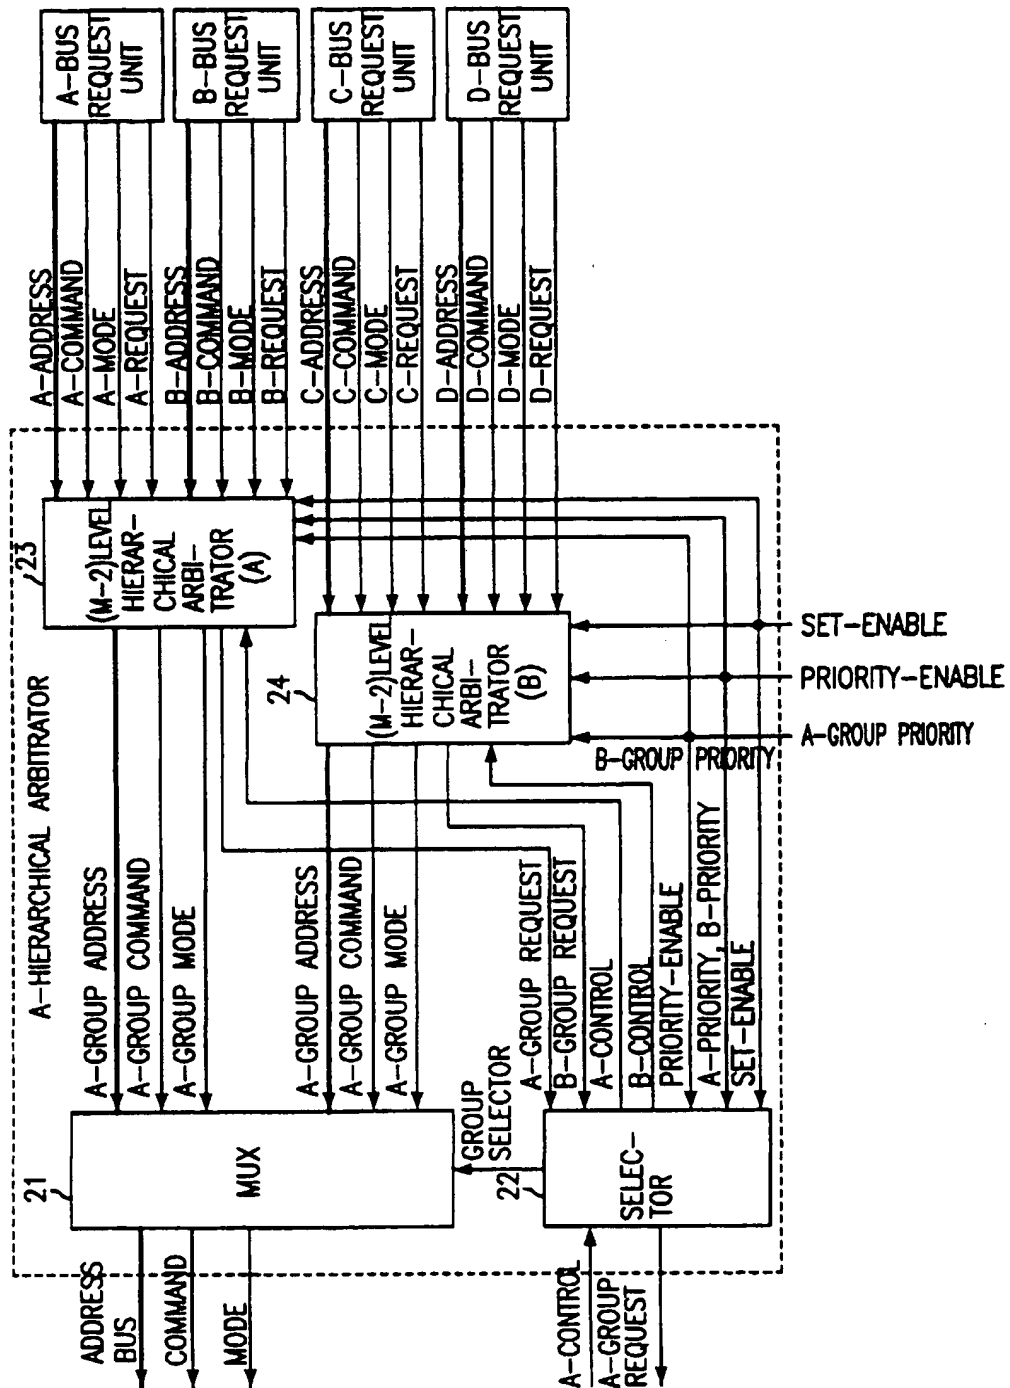 A-BUS
REQUEST
UNIT
B-BUS
REQUEST
UNIT
C-BUS
REQUEST
UNIT
D-BUS
REQUEST
UNIT
A-ADDRESS
A-COMMAND
A-MODE
A-REQUEST
B-ADDRESS
B-COMMAND
B-MODE
B-REQUEST
C-ADDRESS
C-COMMAND
C-MODE
C-REQUEST
D-ADDRESS
D-COMMAND
D-MODE
D-REQUEST
23
(M-2)LEVEL
HIERAR-
CHICAL
ARBI-
TRATOR
(A)
24
(M-2)LEVEL
HIERAR-
CHICAL
ARBI-
TRATOR
(B)
SET-ENABLE
PRIORITY-ENABLE
A-GROUP PRIORITY
B-GROUP PRIORITY
A-HIERARCHICAL ARBITRATOR
A-GROUP ADDRESS
A-GROUP COMMAND
A-GROUP MODE
A-GROUP ADDRESS
A-GROUP COMMAND
A-GROUP MODE
A-GROUP REQUEST
B-GROUP REQUEST
A-CONTROL
B-CONTROL
PRIORITY-ENABLE
A-PRIORITY, B-PRIORITY
SET-ENABLE
21
MUX
GROUP
SELECTOR
22
SELEC-
TOR
ADDRESS
BUS
COMMAND
MODE
A-CONTROL
A-GROUP
REQUEST